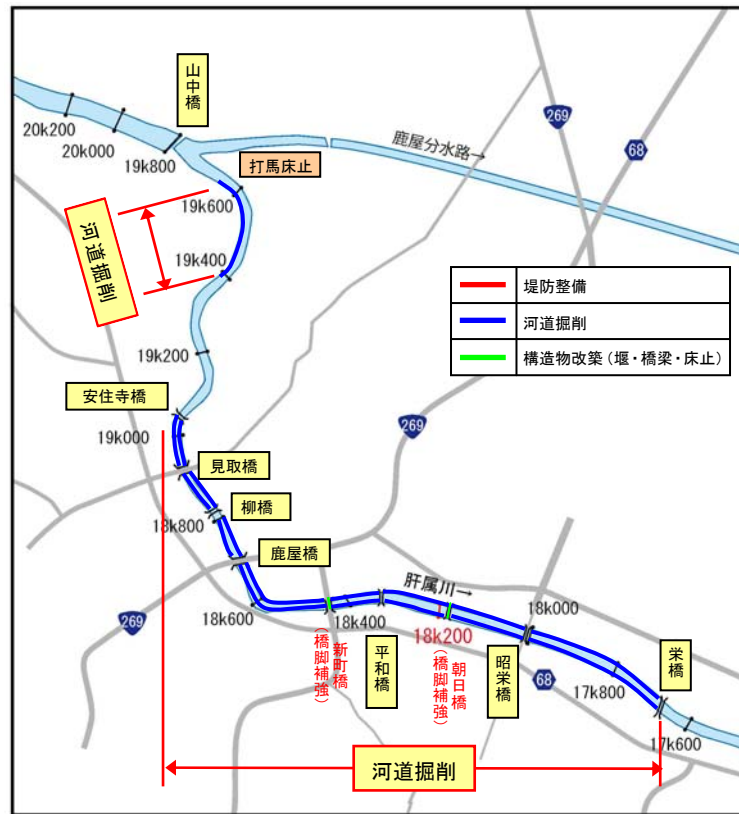 山中橋
20k200
20k000
19k800
269
68
鹿屋分水路→
打馬床止
19k600
河道掘削
19k400
堤防整備
河道掘削
構造物改築(堰・橋梁・床止)
19k200
安住寺橋
269
19k000
見取橋
柳橋
18k800
鹿屋橋
肝属川→
18k000
18k600
18k400
269
新町橋
(橋脚補強)
平和橋
18k200
朝日橋
(橋脚補強)
昭栄橋
68
栄橋
17k800
17k600
河道掘削